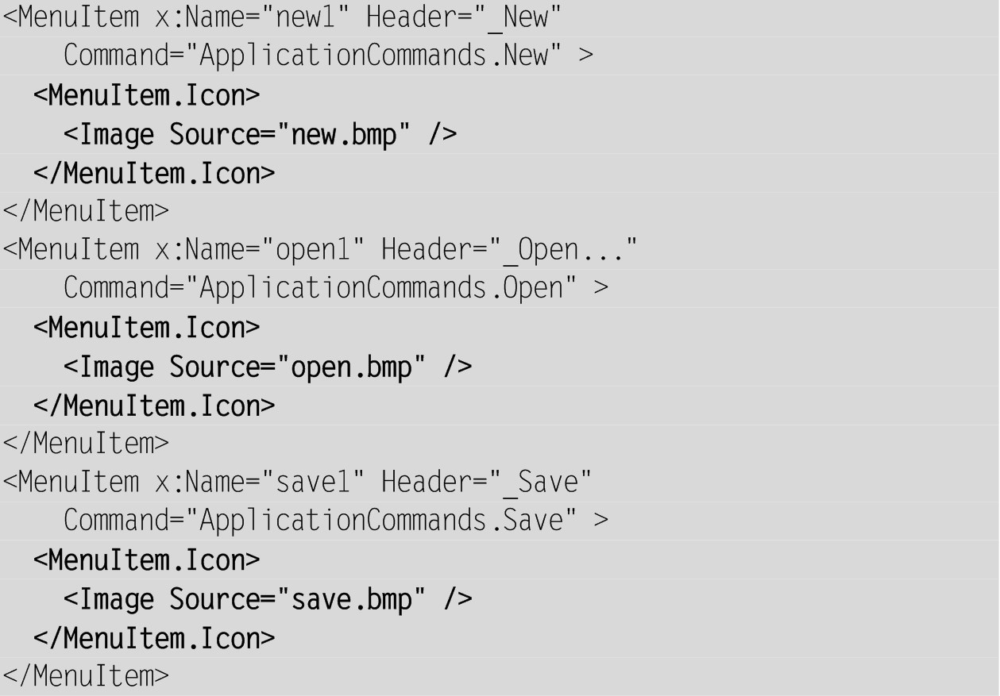 <MenuItem x:Name="new1" Header="_New"
    Command="ApplicationCommands.New" >
  <MenuItem.Icon>
    <Image Source="new.bmp" />
  </MenuItem.Icon>
</MenuItem>
<MenuItem x:Name="open1" Header="_Open..."
    Command="ApplicationCommands.Open" >
  <MenuItem.Icon>
    <Image Source="open.bmp" />
  </MenuItem.Icon>
</MenuItem>
<MenuItem x:Name="save1" Header="_Save"
    Command="ApplicationCommands.Save" >
  <MenuItem.Icon>
    <Image Source="save.bmp" />
  </MenuItem.Icon>
</MenuItem>